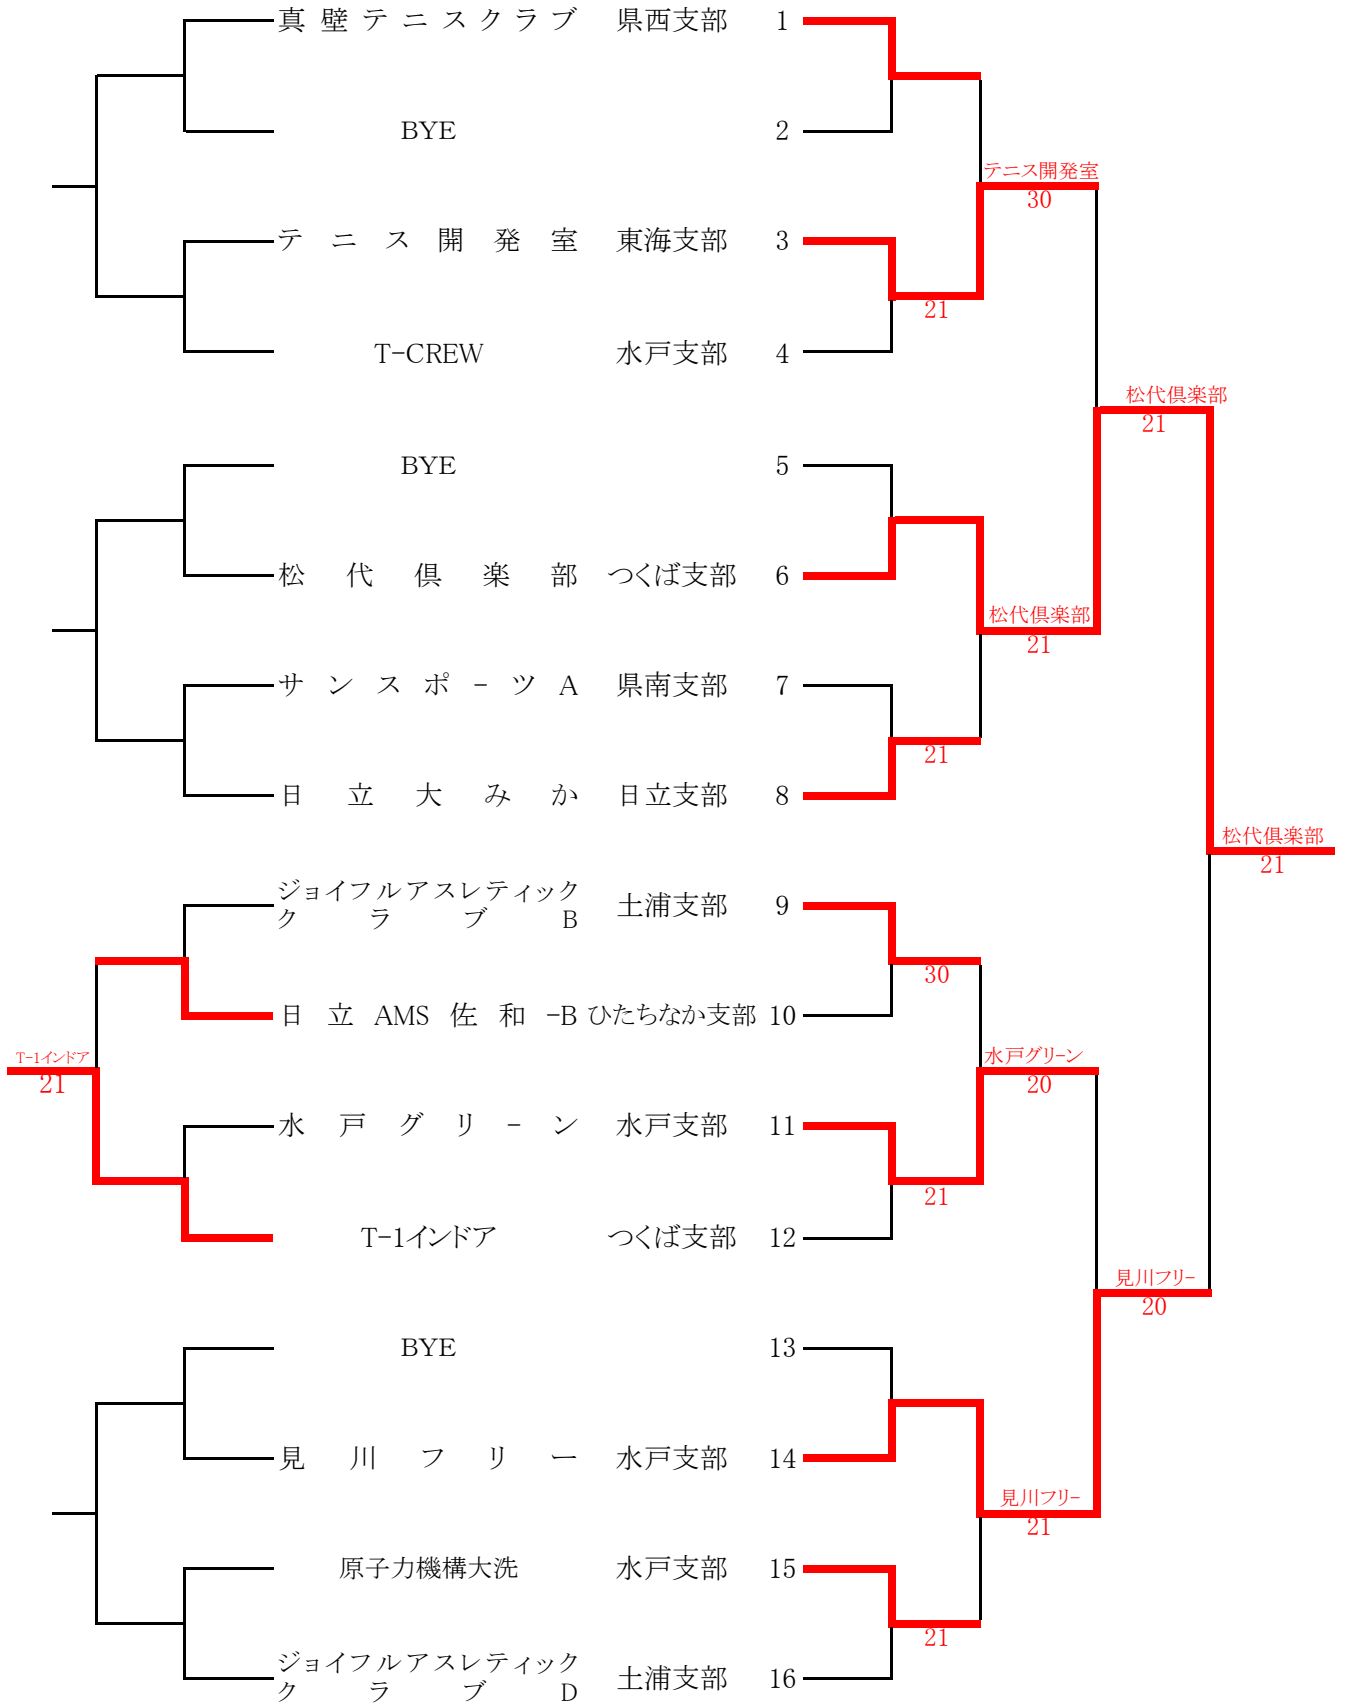 真壁テニスクラブ 県西支部 1
BYE 2
テニス開発室
30
テニス開発室 東海支部 3
21
T-CREW 水戸支部 4
松代倶楽部
21
BYE 5
松代倶楽部 つくば支部 6
松代倶楽部
21
サンスポ-ツA 県南支部 7
21
日立大みか 日立支部 8
松代倶楽部
21
ジョイフルアスレティック
クラブB
土浦支部 9
30
日立AMS佐和-B ひたちなか支部 10
T-1インドア
21
水戸グリ-ン
20
水戸グリ-ン 水戸支部 11
21
T-1インドア つくば支部 12
見川フリー
20
BYE 13
見川フリー 水戸支部 14
見川フリー
21
原子力機構大洗 水戸支部 15
21
ジョイフルアスレティック
クラブD
土浦支部 16